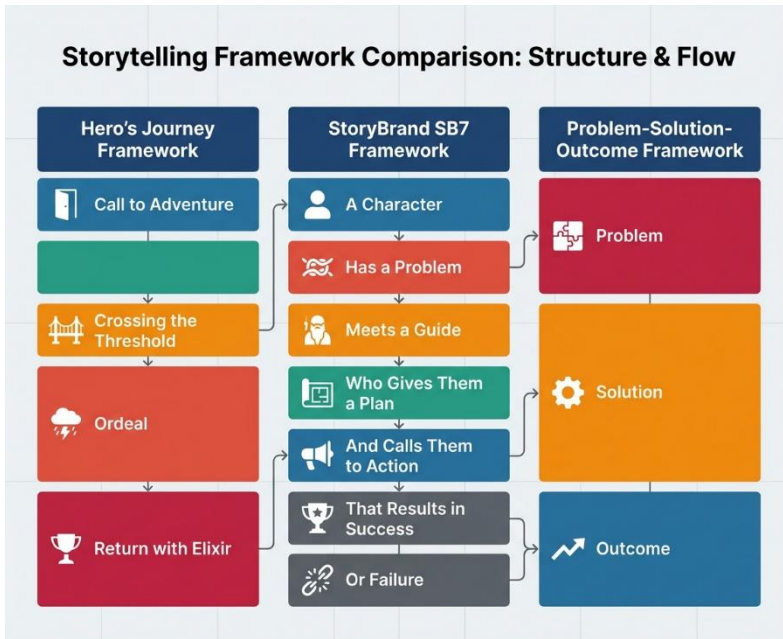 Storytelling Framework Comparison: Structure & Flow
Hero's Journey
Framework
Call to Adventure
Crossing the
Threshold
Ordeal
Return with Elixir
StoryBrand SB7
Framework
A Character
Has a Problem
Meets a Guide
Who Gives Them
a Plan
And Calls Them
to Action
That Results in
Success
Or Failure
Problem-Solution-
Outcome Framework
Problem
Solution
Outcome